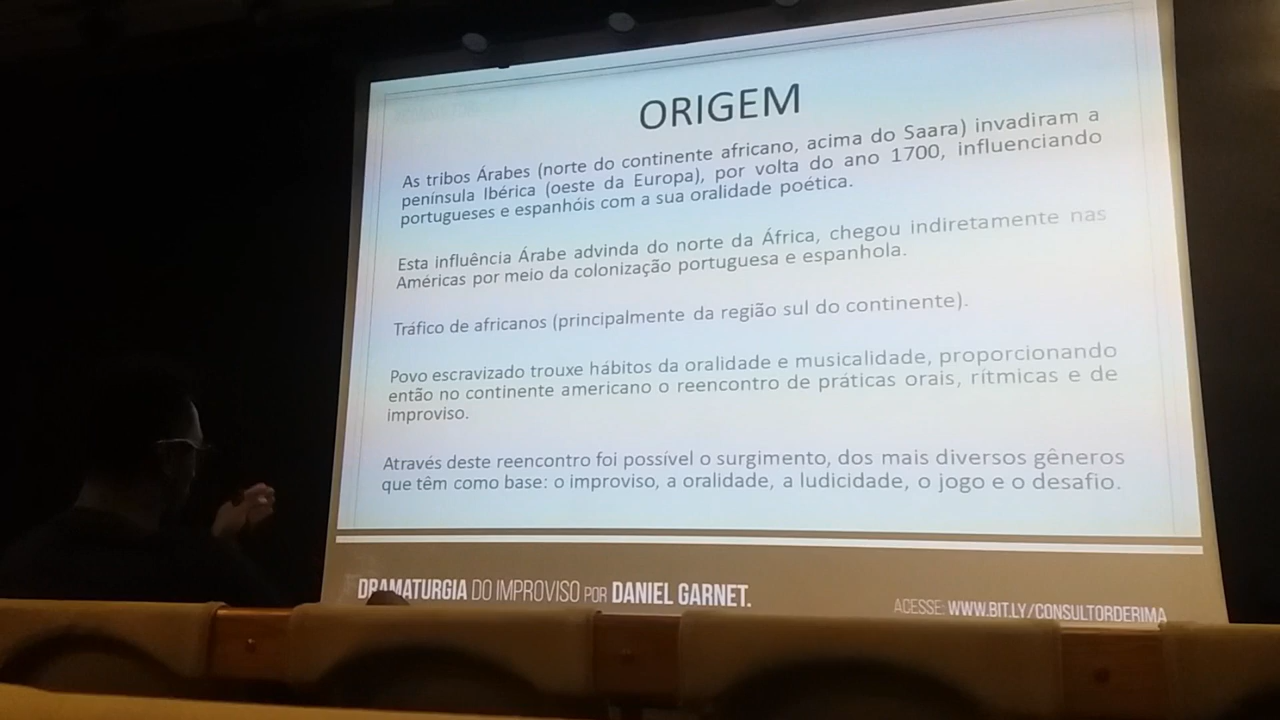 ORIGEM
As tribos Árabes (norte do continente africano, acima do Saara) invadiram a
península Ibérica (oeste da Europa), por volta do ano 1700, influenciando
portugueses e espanhóis com a sua oralidade poética.
Esta influência Árabe advinda do norte da África, chegou indiretamente nas
Américas por meio da colonização portuguesa e espanhola.
Tráfico de africanos (principalmente da região sul do continente).
Povo escravizado trouxe hábitos da oralidade e musicalidade, proporcionando
então no continente americano o reencontro de práticas orais, rítmicas e de
improviso.
Através deste reencontro foi possível o surgimento, dos mais diversos gêneros
que têm como base: o improviso, a oralidade, a ludicidade, o jogo e o desafio.
DRAMATURGIA DO IMPROVISO POR DANIEL GARNET.
ACESSE: WWW.BIT.LY/CONSULTORDERIMA